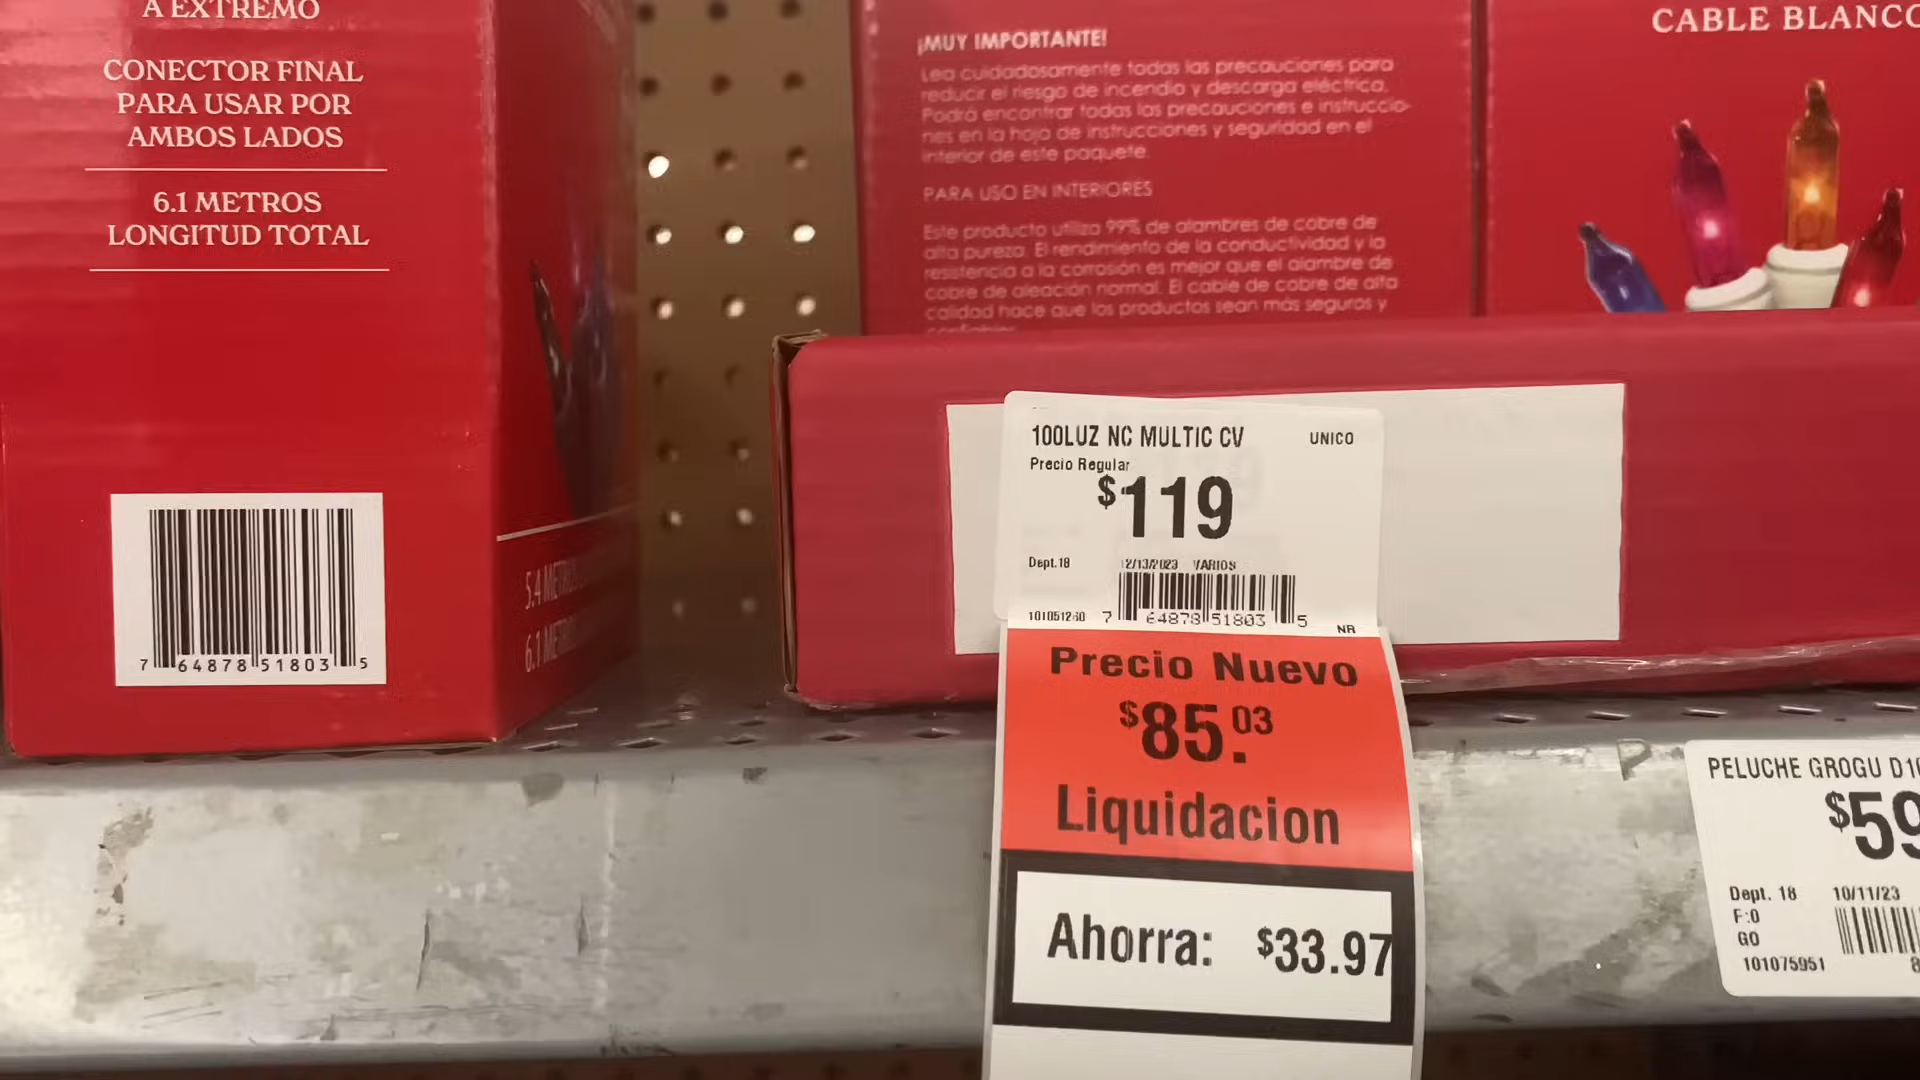 A EXTREMO
CONECTOR FINAL
PARA USAR POR
AMBOS LADOS
6.1 METROS
LONGITUD TOTAL
7 64878 51803 5
5.4
6.1
¡MUY IMPORTANTE!
Lea cuidadosamente todas las precauciones para
reducir el riesgo de incendio y descarga eléctrica.
Podrá encontrar todas las precauciones e instruccio-
nes en la hoja de instrucciones y seguridad en el
interior de este paquete.
PARA USO EN INTERIORES
Este producto utiliza 99% de alambres de cobre de
alta pureza. El rendimiento de la conductividad y la
resistencia a la corrosión es mejor que el alambre de
cobre de aleación normal. El cable de cobre de alta
calidad hace que los productos sean más seguros y
CABLE BLANCO
100LUZ NC MULTIC CV UNICO
Precio Regular
$119
Dept.18 12/13/2023 VARIOS
101051260 7 64878 51803 5 NR
Precio Nuevo
$85.03
Liquidacion
Ahorra: $33.97
PELUCHE GROGU
$59
Dept. 18 10/11/23
F:0
GO
101075951 8